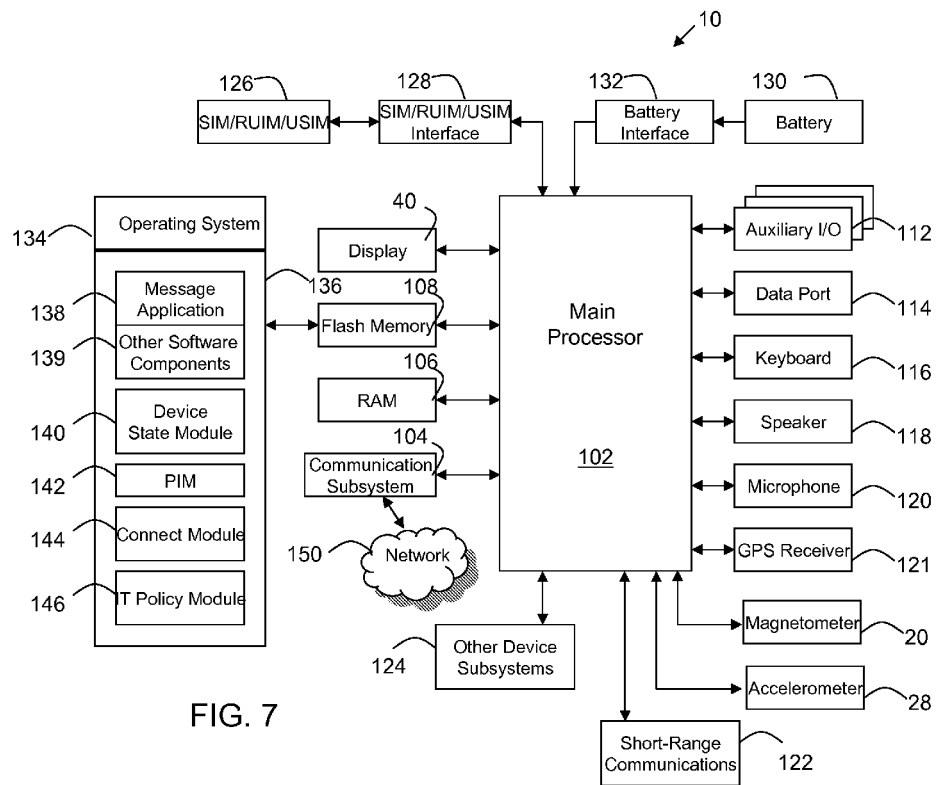 10
126
128
132
130
SIM/RUIM/USIM
SIM/RUIM/USIM
Interface
Battery
Interface
Battery
134
Operating System
136
138
Message
Application
139
Other Software
Components
140
Device
State Module
142
PIM
144
Connect Module
146
IT Policy Module
40
Display
108
Flash Memory
106
RAM
104
Communication
Subsystem
150
Network
Main
Processor
102
Auxiliary I/O
112
Data Port
114
Keyboard
116
Speaker
118
Microphone
120
GPS Receiver
121
Magnetometer
20
Accelerometer
28
124
Other Device
Subsystems
Short-Range
Communications
122
FIG. 7